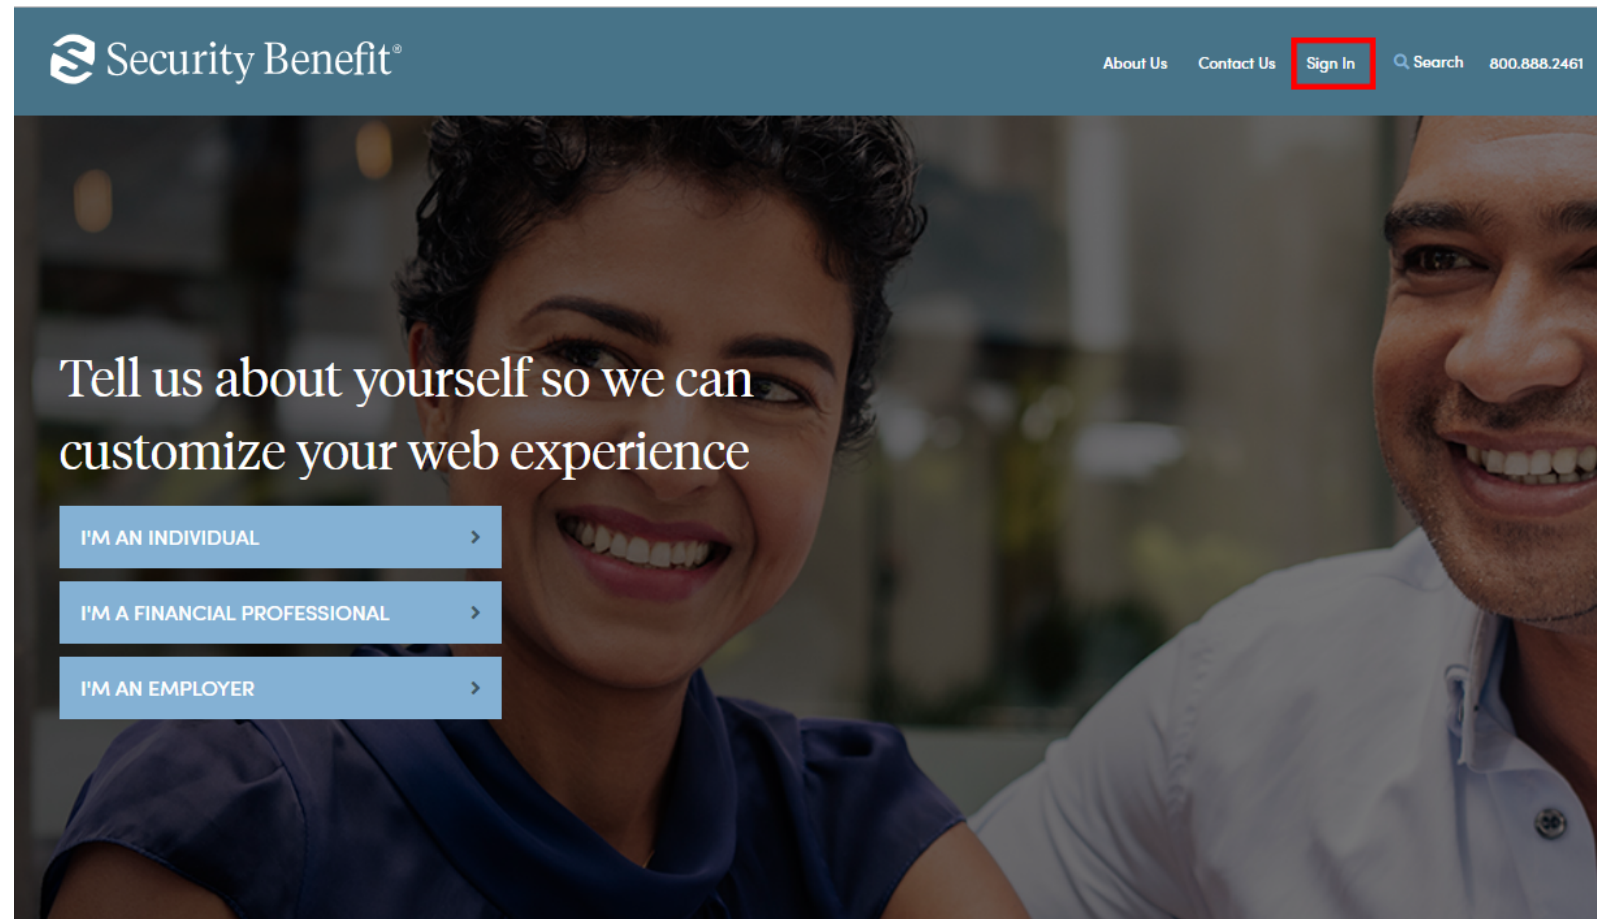 Security Benefit®
About Us
Contact Us
Sign In
Search
800.888.2461
Tell us about yourself so we can
customize your web experience
I'M AN INDIVIDUAL
I'M A FINANCIAL PROFESSIONAL
I'M AN EMPLOYER